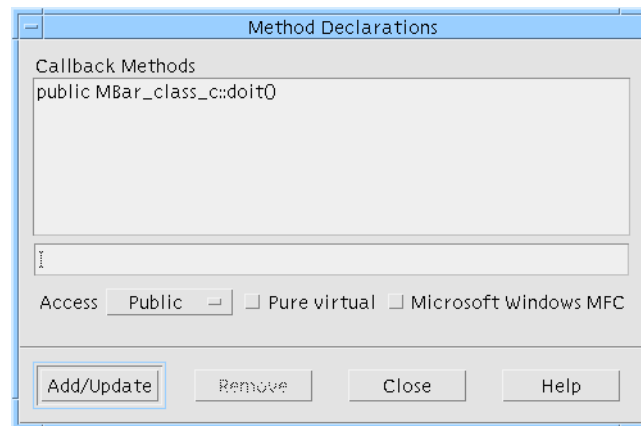 Method Declarations
Callback Methods
public MBar_class_c::doit()
Access Public Pure virtual Microsoft Windows MFC
Add/Update Remove Close Help